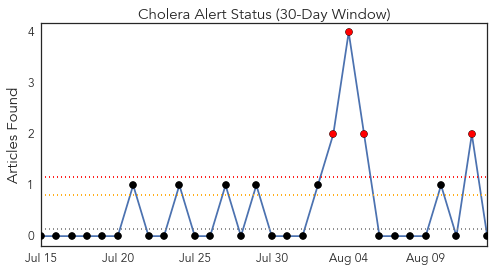 Cholera Alert Status (30-Day Window)
Articles Found
4
3
2
1
0
Jul 15
Jul 20
Jul 25
Jul 30
Aug 04
Aug 09